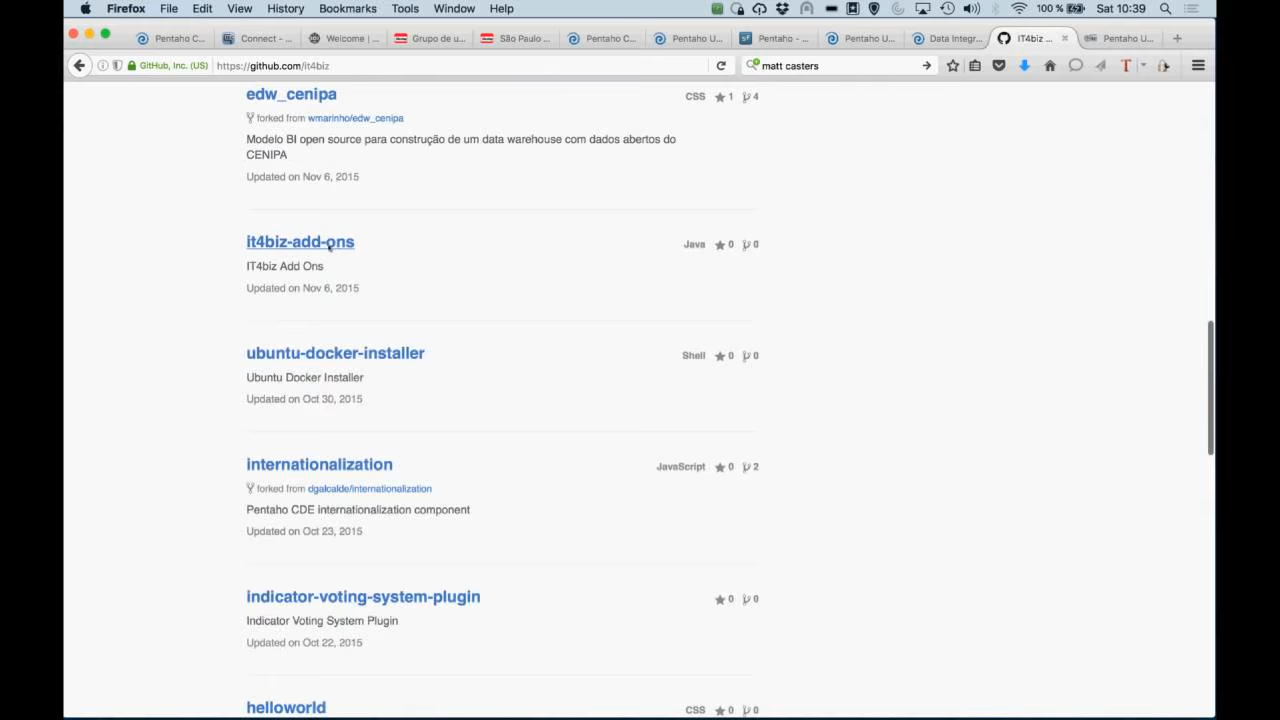 Firefox File Edit View History Bookmarks Tools Window Help 100 % Sat 10:39
Pentaho C... Connect - ... Welcome | ... Grupo de u... São Paulo ... Pentaho C... Pentaho U... Pentaho - ... Pentaho U... Data Integr... IT4biz ... Pentaho U...
GitHub, Inc. (US) https://github.com/it4biz matt casters
edw_cenipa CSS 1 4
forked from wmarinho/edw_cenipa
Modelo BI open source para construção de um data warehouse com dados abertos do
CENIPA
Updated on Nov 6, 2015
it4biz-add-ons Java 0 0
IT4biz Add Ons
Updated on Nov 6, 2015
ubuntu-docker-installer Shell 0 0
Ubuntu Docker Installer
Updated on Oct 30, 2015
internationalization JavaScript 0 2
forked from dgalcalde/internationalization
Pentaho CDE internationalization component
Updated on Oct 23, 2015
indicator-voting-system-plugin 0 0
Indicator Voting System Plugin
Updated on Oct 22, 2015
helloworld CSS 0 0